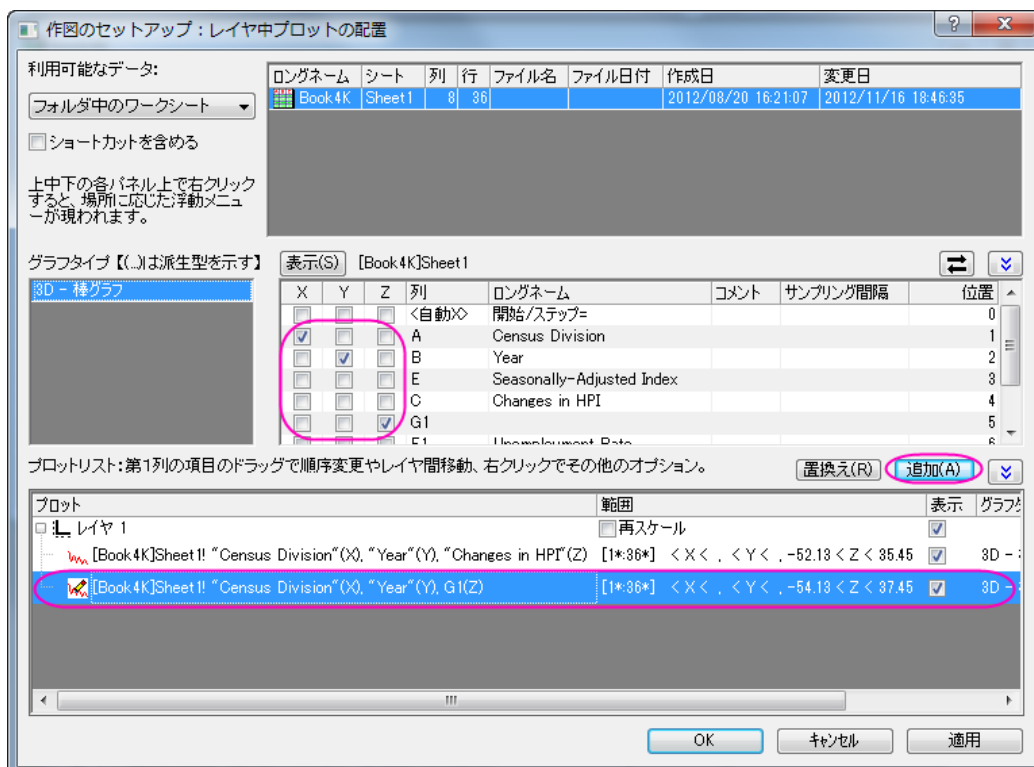 作図のセットアップ：レイヤ中プロットの配置
利用可能なデータ:
フォルダ中のワークシート
ショートカットを含める
上中下の各パネル上で右クリック
すると、場所に応じた浮動メニュ
ーが現われます。
ロングネーム シート 列 行 ファイル名 ファイル日付 作成日 変更日
Book4K Sheet1 8 36 2012/08/20 16:21:07 2012/11/16 18:46:35
グラフタイプ【(...)は派生型を示す】
3D - 棒グラフ
表示(S) [Book4K]Sheet1
X Y Z 列 ロングネーム コメント サンプリング間隔 位置
<自動X> 開始/ステップ= 0
A Census Division 1
B Year 2
E Seasonally-Adjusted Index 3
C Changes in HPI 4
G1 5
F1 Unemployment Rate 6
プロットリスト：第1列の項目のドラッグで順序変更やレイヤ間移動、右クリックでその他のオプション。
置換え(R) 追加(A)
プロット 範囲 表示 グラフ
レイヤ 1 再スケール
[Book4K]Sheet1! "Census Division"(X), "Year"(Y), "Changes in HPI"(Z) [1*:36*] < X < , < Y < , -52.13 < Z < 35.45 3D -
[Book4K]Sheet1! "Census Division"(X), "Year"(Y), G1(Z) [1*:36*] < X < , < Y < , -54.13 < Z < 37.45 3D -
OK キャンセル 適用